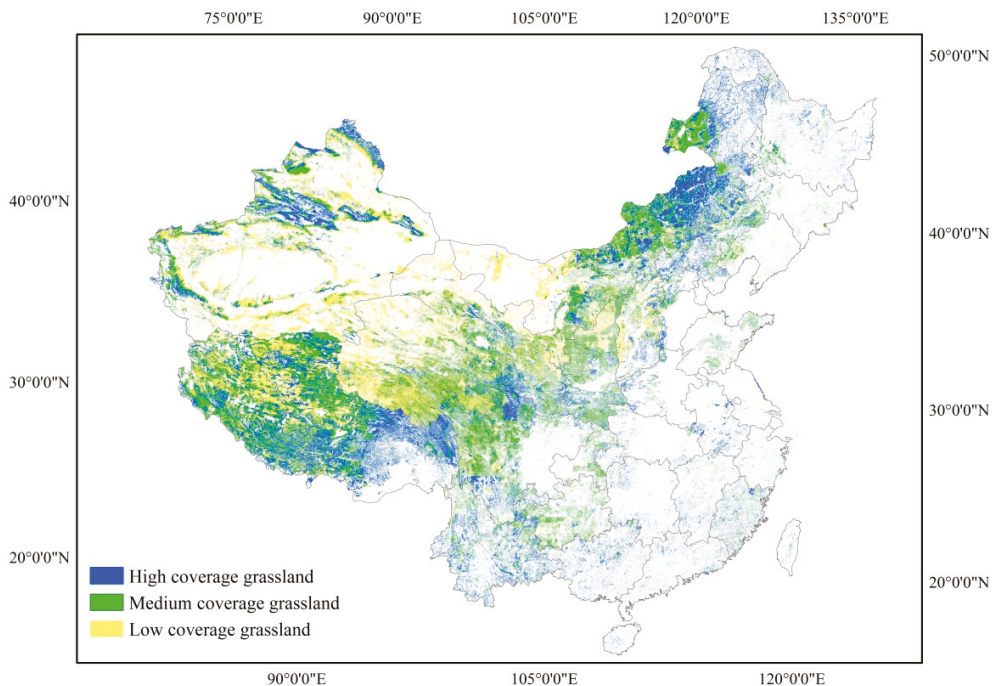 75°0'0"E 90°0'0"E 105°0'0"E 120°0'0"E 135°0'0"E
50°0'0"N
40°0'0"N
40°0'0"N
30°0'0"N
30°0'0"N
20°0'0"N
20°0'0"N
High coverage grassland
Medium coverage grassland
Low coverage grassland
90°0'0"E 105°0'0"E 120°0'0"E